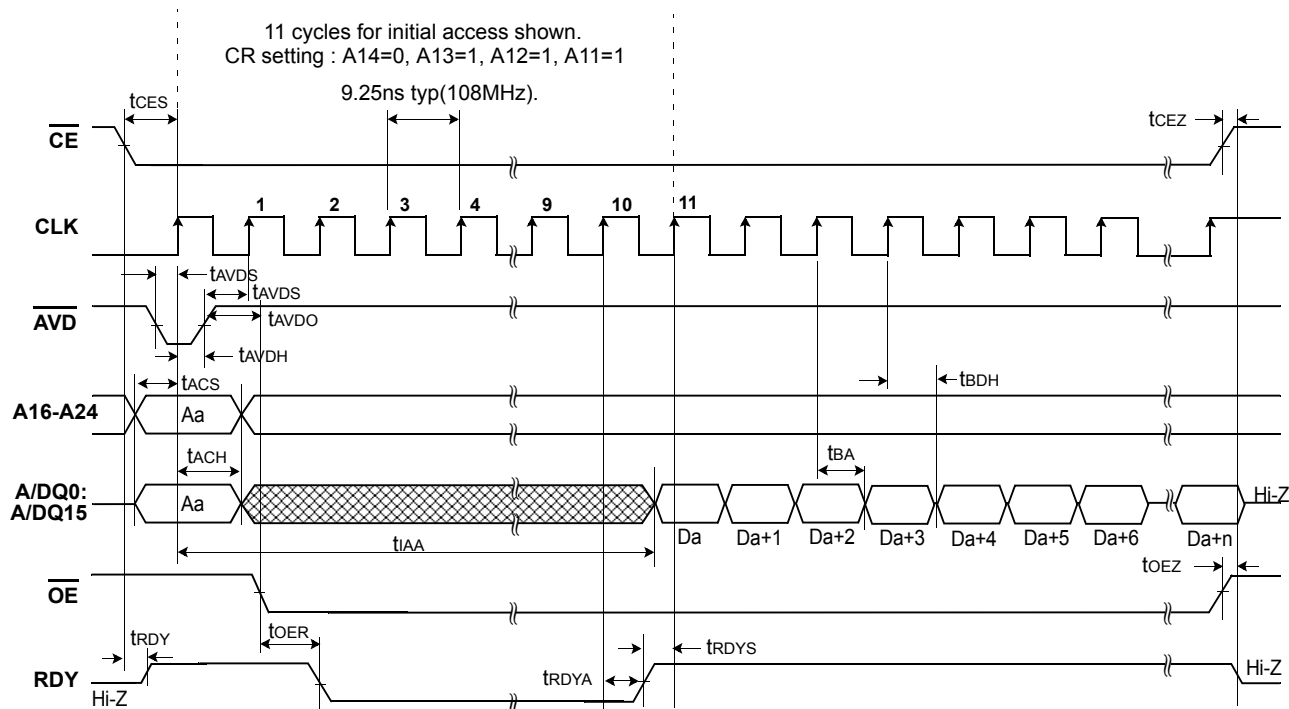 11 cycles for initial access shown.
CR setting : A14=0, A13=1, A12=1, A11=1
9.25ns typ(108MHz).
tCES
tCEZ
CE
1 2 3 4 9 10 11
CLK
tAVDS
tAVDS
AVD
tAVDO
tAVDH
tBDH
tACS
A16-A24
Aa
tACH
tBA
A/DQ0:
A/DQ15
Aa
Hi-Z
Da Da+1 Da+2 Da+3 Da+4 Da+5 Da+6 Da+n
tIAA
tOEZ
OE
tOER
tRDY
tRDYS
RDY
tRDYA
Hi-Z
Hi-Z